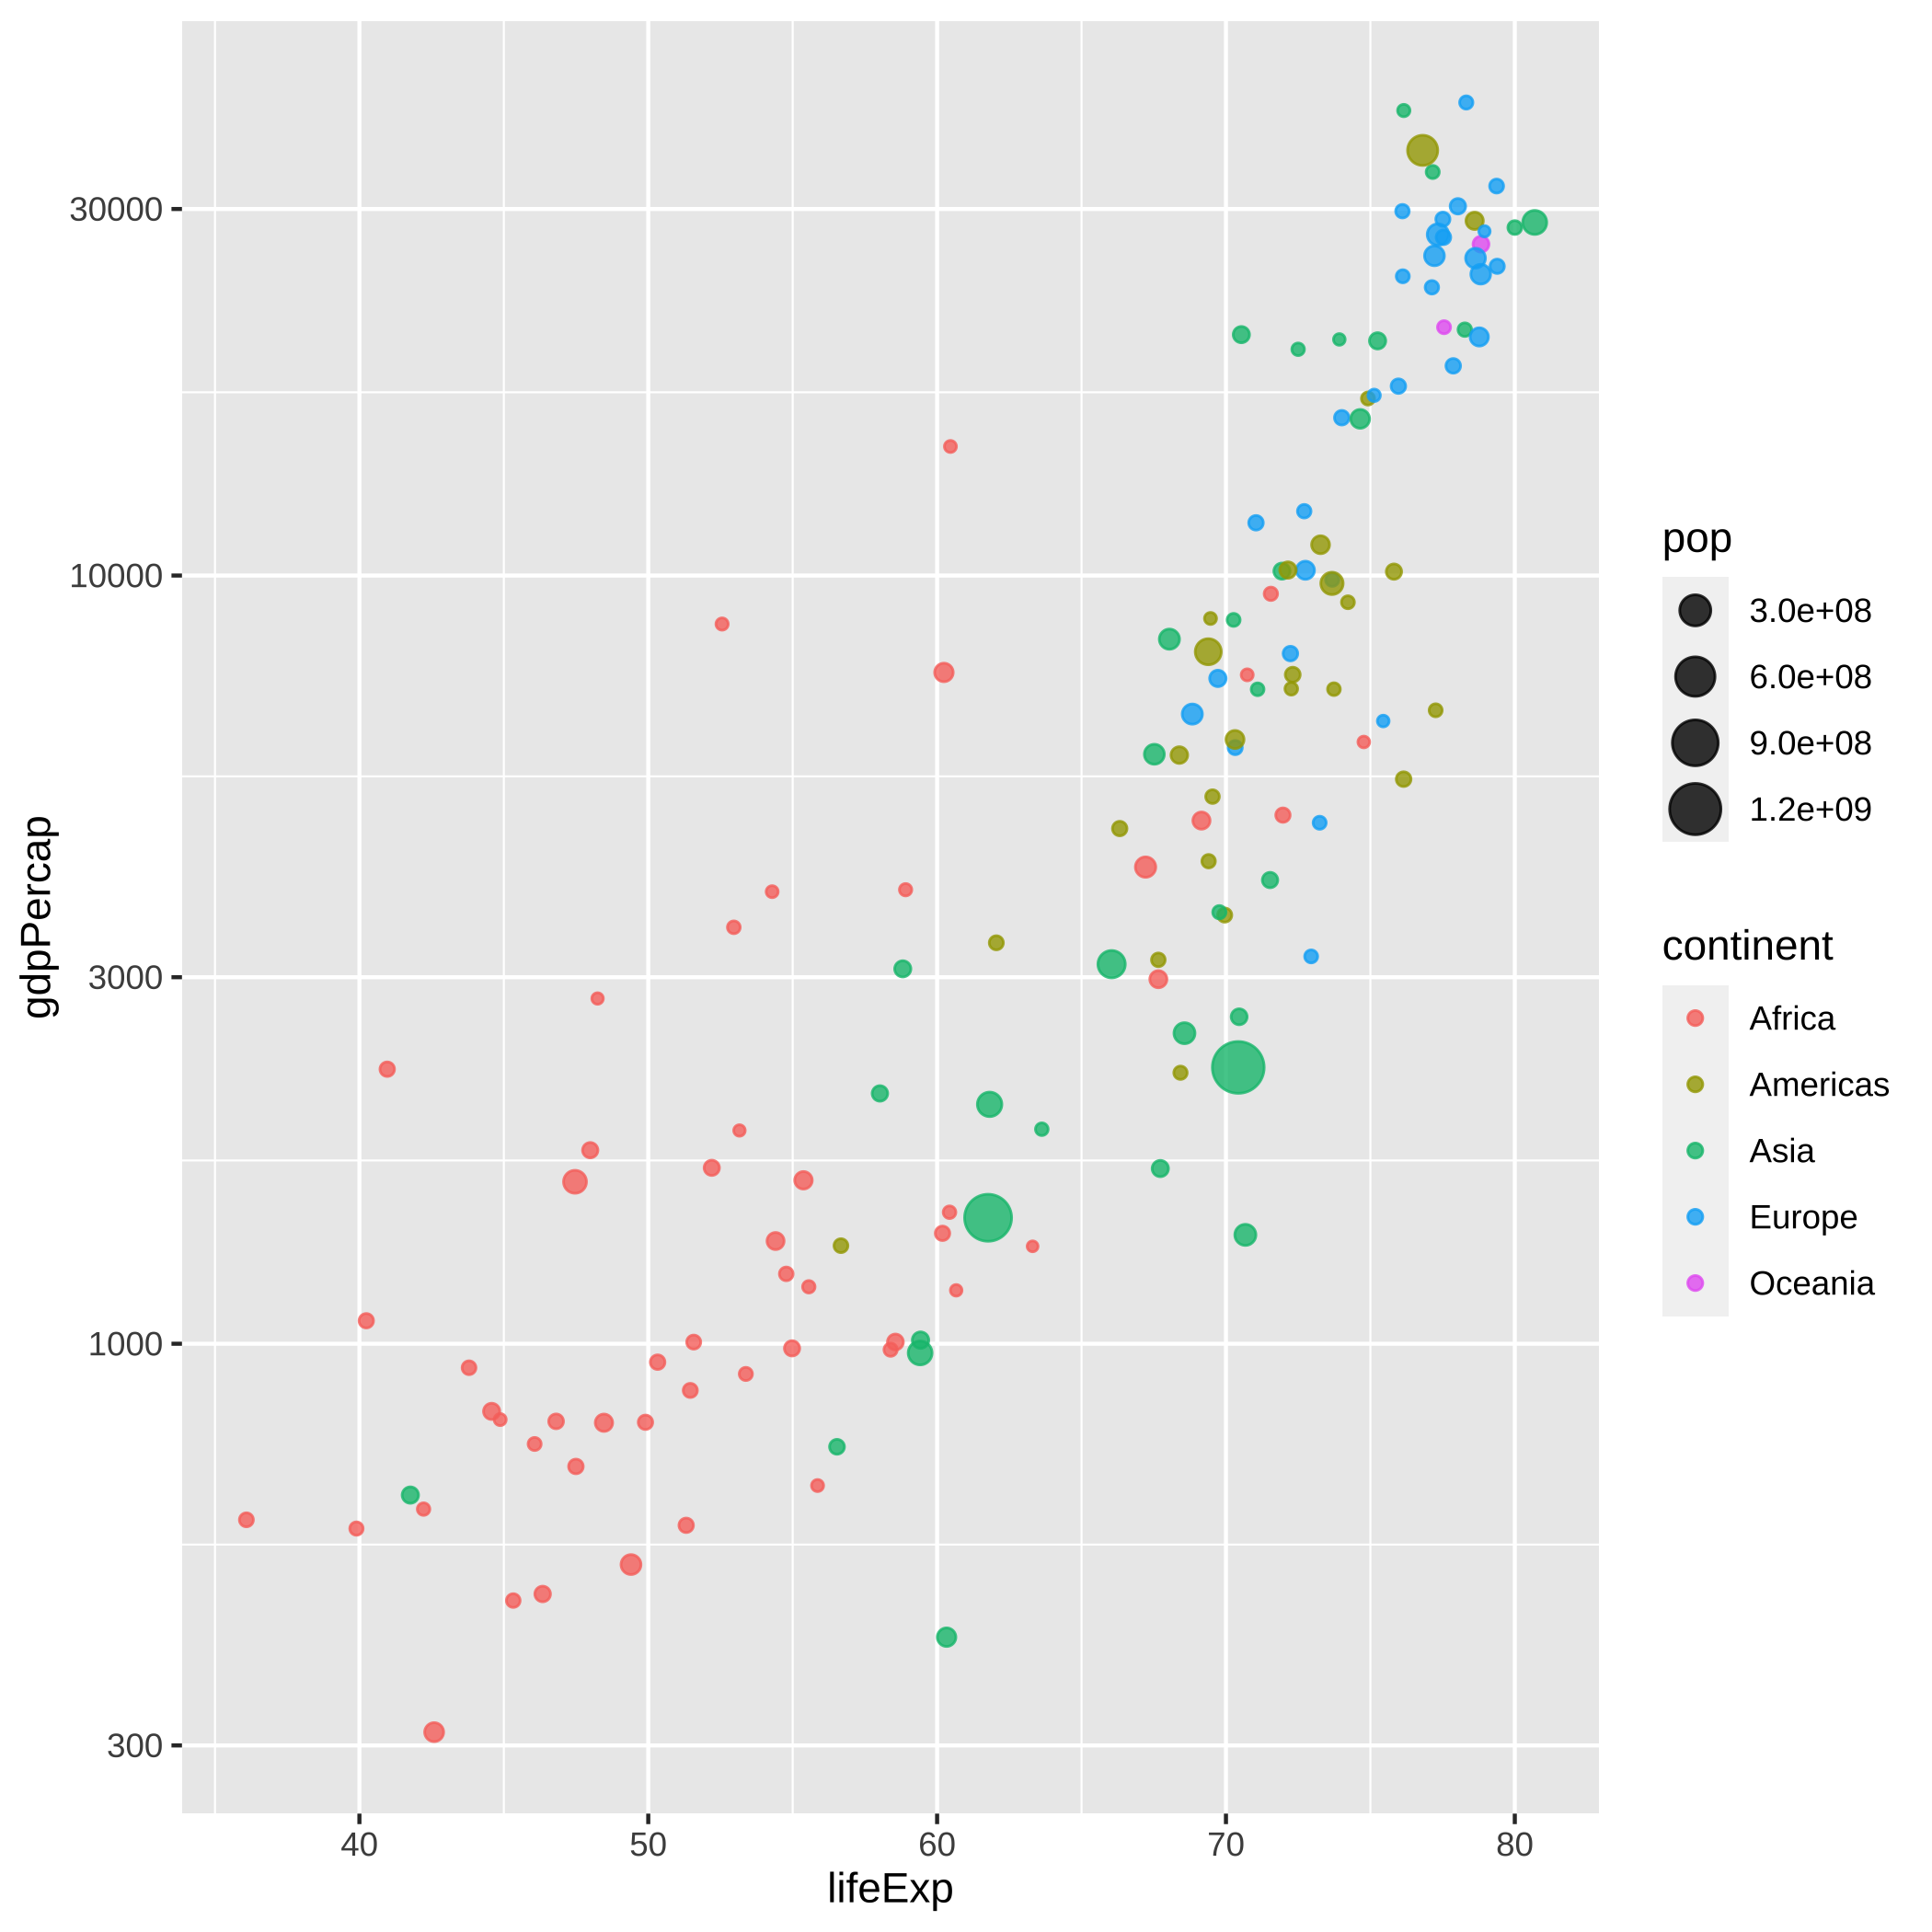 30000
10000
3000
1000
300
gdpPercap
40 50 60 70 80
lifeExp
pop
3.0e+08
6.0e+08
9.0e+08
1.2e+09
continent
Africa
Americas
Asia
Europe
Oceania